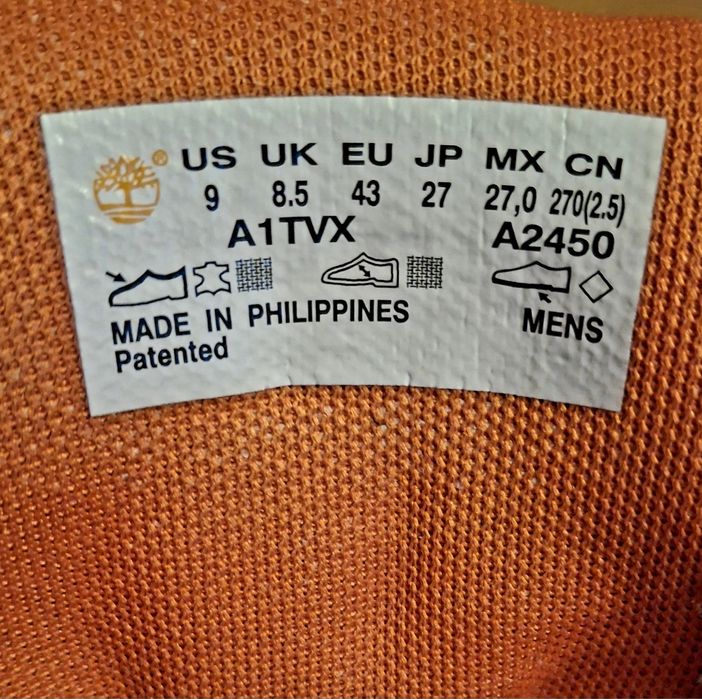 ® US UK EU JP MX CN
9 8.5 43 27 27,0 270(2.5)
A1TVX A2450
MADE IN PHILIPPINES MENS
Patented